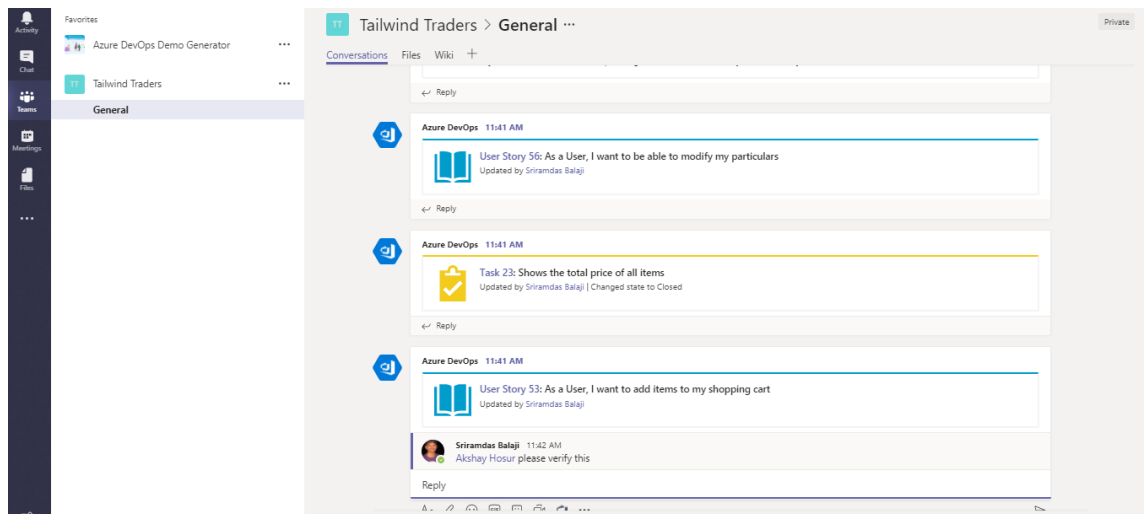 Activity
Chat
Teams
Meetings
Files
Favorites
Azure DevOps Demo Generator
TT Tailwind Traders
General
TT Tailwind Traders > General ...
Private
Conversations Files Wiki
Reply
Azure DevOps 11:41 AM
User Story 56: As a User, I want to be able to modify my particulars
Updated by Sriramdas Balaji
Reply
Azure DevOps 11:41 AM
Task 23: Shows the total price of all items
Updated by Sriramdas Balaji | Changed state to Closed
Reply
Azure DevOps 11:41 AM
User Story 53: As a User, I want to add items to my shopping cart
Updated by Sriramdas Balaji
Sriramdas Balaji 11:42 AM
Akshay Hosur please verify this
Reply